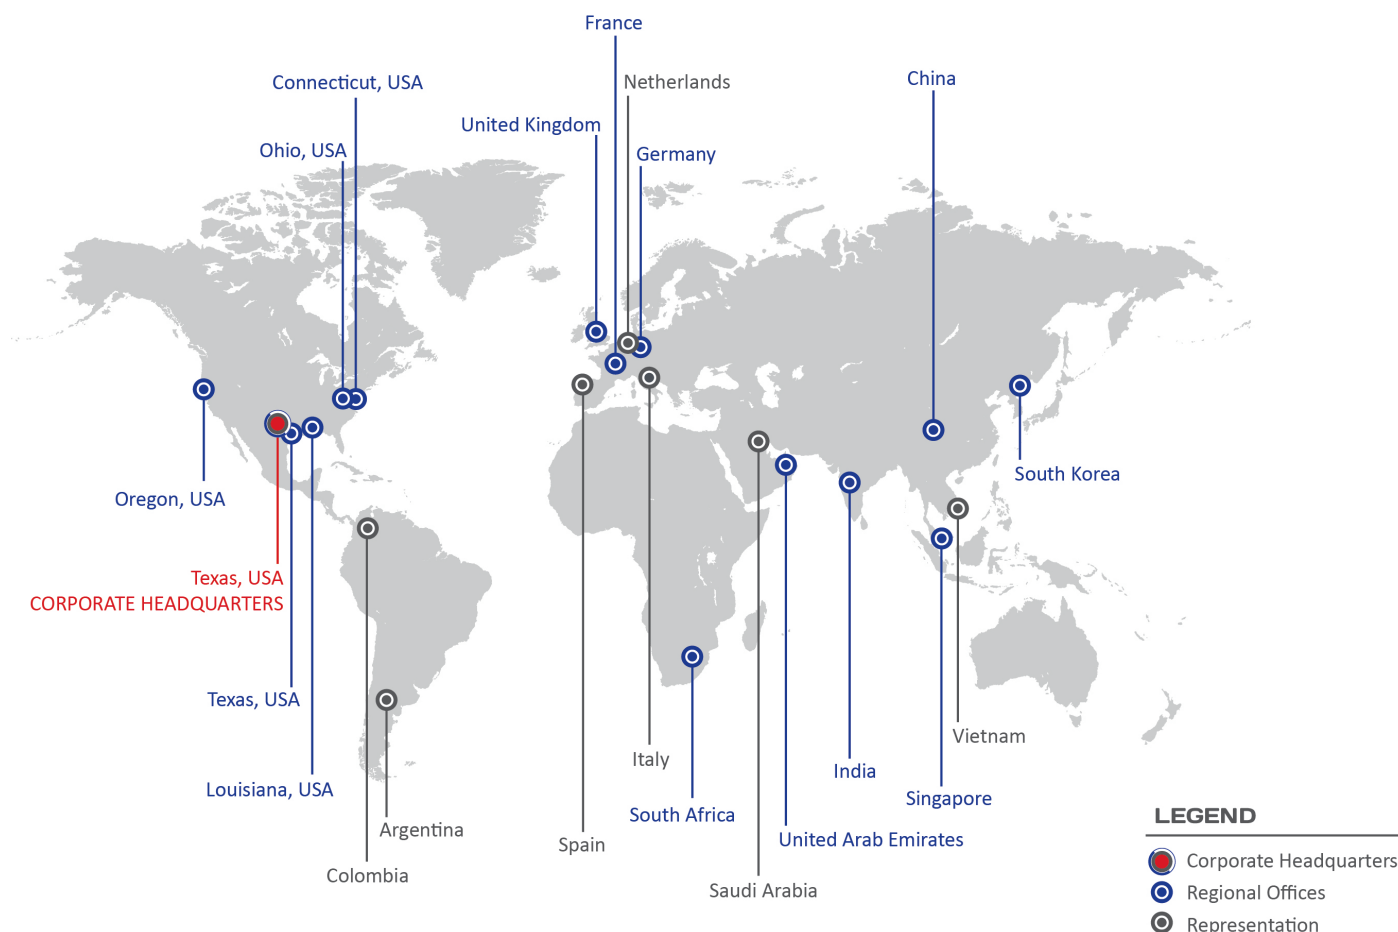 France
Connecticut, USA
Netherlands
China
United Kingdom
Ohio, USA
Germany
South Korea
Oregon, USA
Texas, USA
CORPORATE HEADQUARTERS
Texas, USA
Vietnam
Italy
India
Louisiana, USA
Singapore
South Africa
LEGEND
Argentina
United Arab Emirates
Spain
Corporate Headquarters
Colombia
Saudi Arabia
Regional Offices
Representation